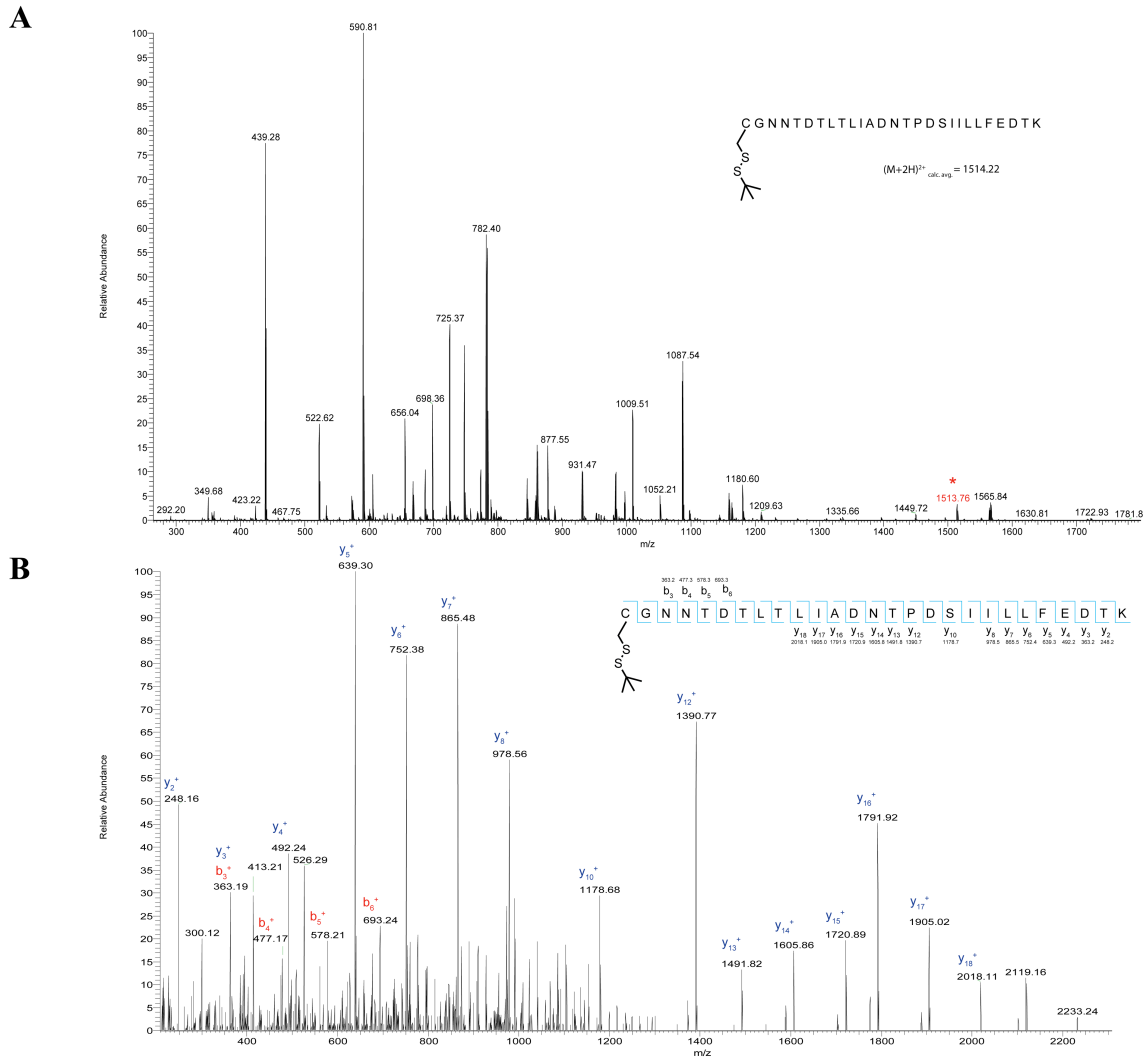 A
Relative Abundance
100
95
90
85
80
75
70
65
60
55
50
45
40
35
30
25
20
15
10
5
0
590.81
439.28
782.40
725.37
1087.54
698.36
656.04
1009.51
522.62
877.55
931.47
1180.60
*
1513.76
1565.84
349.68
1052.21
423.22
292.20
467.75
1209.63
1335.66
1449.72
1630.81
1722.93
1781.8
300 400 500 600 700 800 900 1000 1100 1200 1300 1400 1500 1600 1700
m/z
C G N N T D T L T L I A D N T P D S I I L L F E D T K
S
S
(M+2H)2+ calc. avg. = 1514.22
B
Relative Abundance
100
95
90
85
80
75
70
65
60
55
50
45
40
35
30
25
20
15
10
5
0
y5+
639.30
y7+
865.48
y6+
752.38
y12+
1390.77
y8+
978.56
y2+
248.16
y16+
1791.92
y4+
492.24
526.29
y3+
b3+
363.19
413.21
y10+
1178.68
b6+
693.24
b5+
578.21
b4+
477.17
300.12
y17+
1905.02
y15+
1720.89
y14+
1605.86
y13+
1491.82
y18+
2018.11
2119.16
2233.24
400 600 800 1000 1200 1400 1600 1800 2000 2200
m/z
363.2 477.3 578.3 693.3
b3 b4 b5 b6
C G N N T D T L T L I A D N T P D S I I L L F E D T K
y18 y17 y16 y15 y14 y13 y12 y10 y8 y7 y6 y5 y4 y3 y2
2018.1 1905.0 1791.9 1720.9 1605.8 1491.8 1390.7 1178.7 978.5 865.5 752.4 639.3 492.2 363.2 248.2
S
S